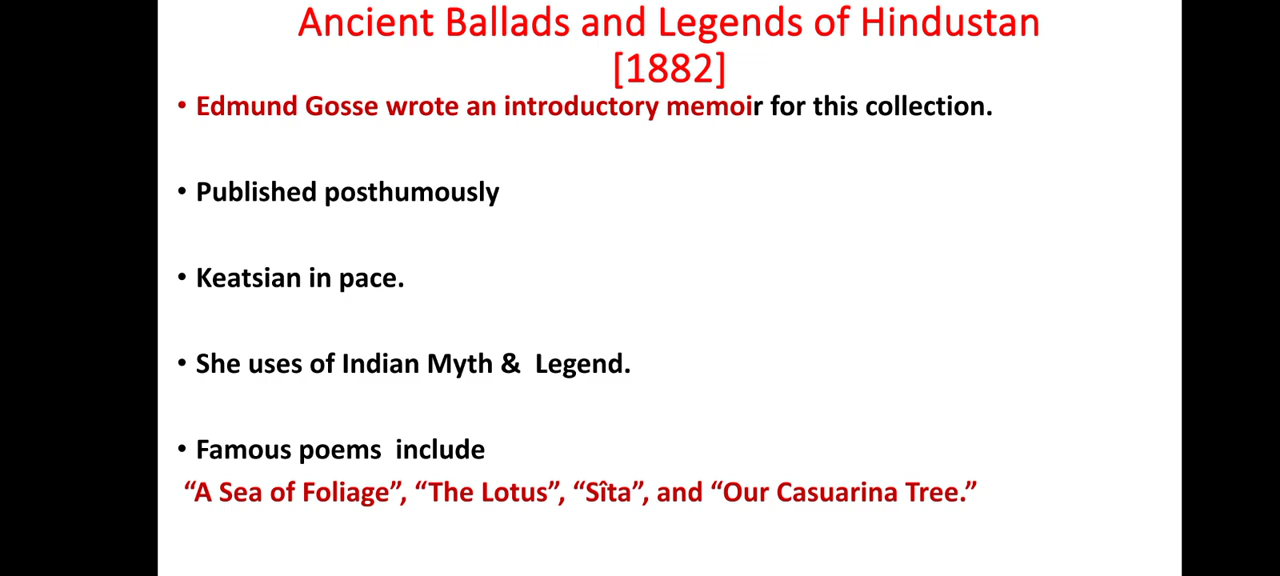 Ancient Ballads and Legends of Hindustan
[1882]
• Edmund Gosse wrote an introductory memoir for this collection.
• Published posthumously
• Keatsian in pace.
• She uses of Indian Myth &  Legend.
• Famous poems  include
“A Sea of Foliage”, “The Lotus”, “Sîta”, and “Our Casuarina Tree.”